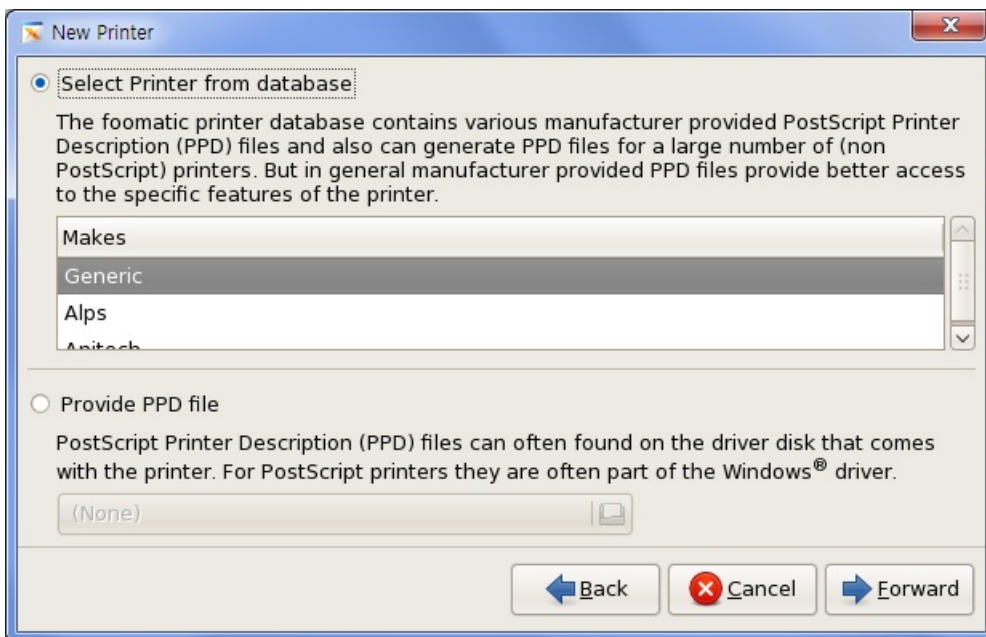 New Printer
Select Printer from database
The foomatic printer database contains various manufacturer provided PostScript Printer
Description (PPD) files and also can generate PPD files for a large number of (non
PostScript) printers. But in general manufacturer provided PPD files provide better access
to the specific features of the printer.
Makes
Generic
Alps
Apitech
Provide PPD file
PostScript Printer Description (PPD) files can often found on the driver disk that comes
with the printer. For PostScript printers they are often part of the Windows® driver.
(None)
Back Cancel Forward